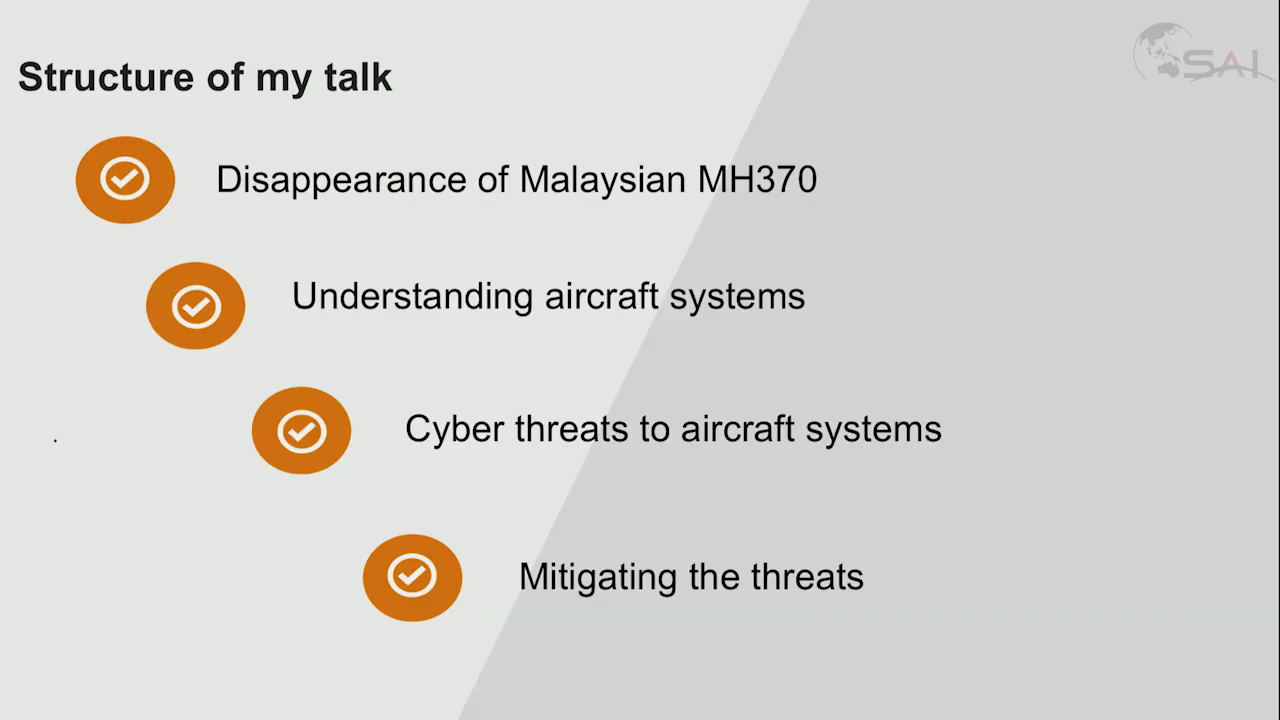 SAI
Structure of my talk
Disappearance of Malaysian MH370
Understanding aircraft systems
Cyber threats to aircraft systems
.
Mitigating the threats